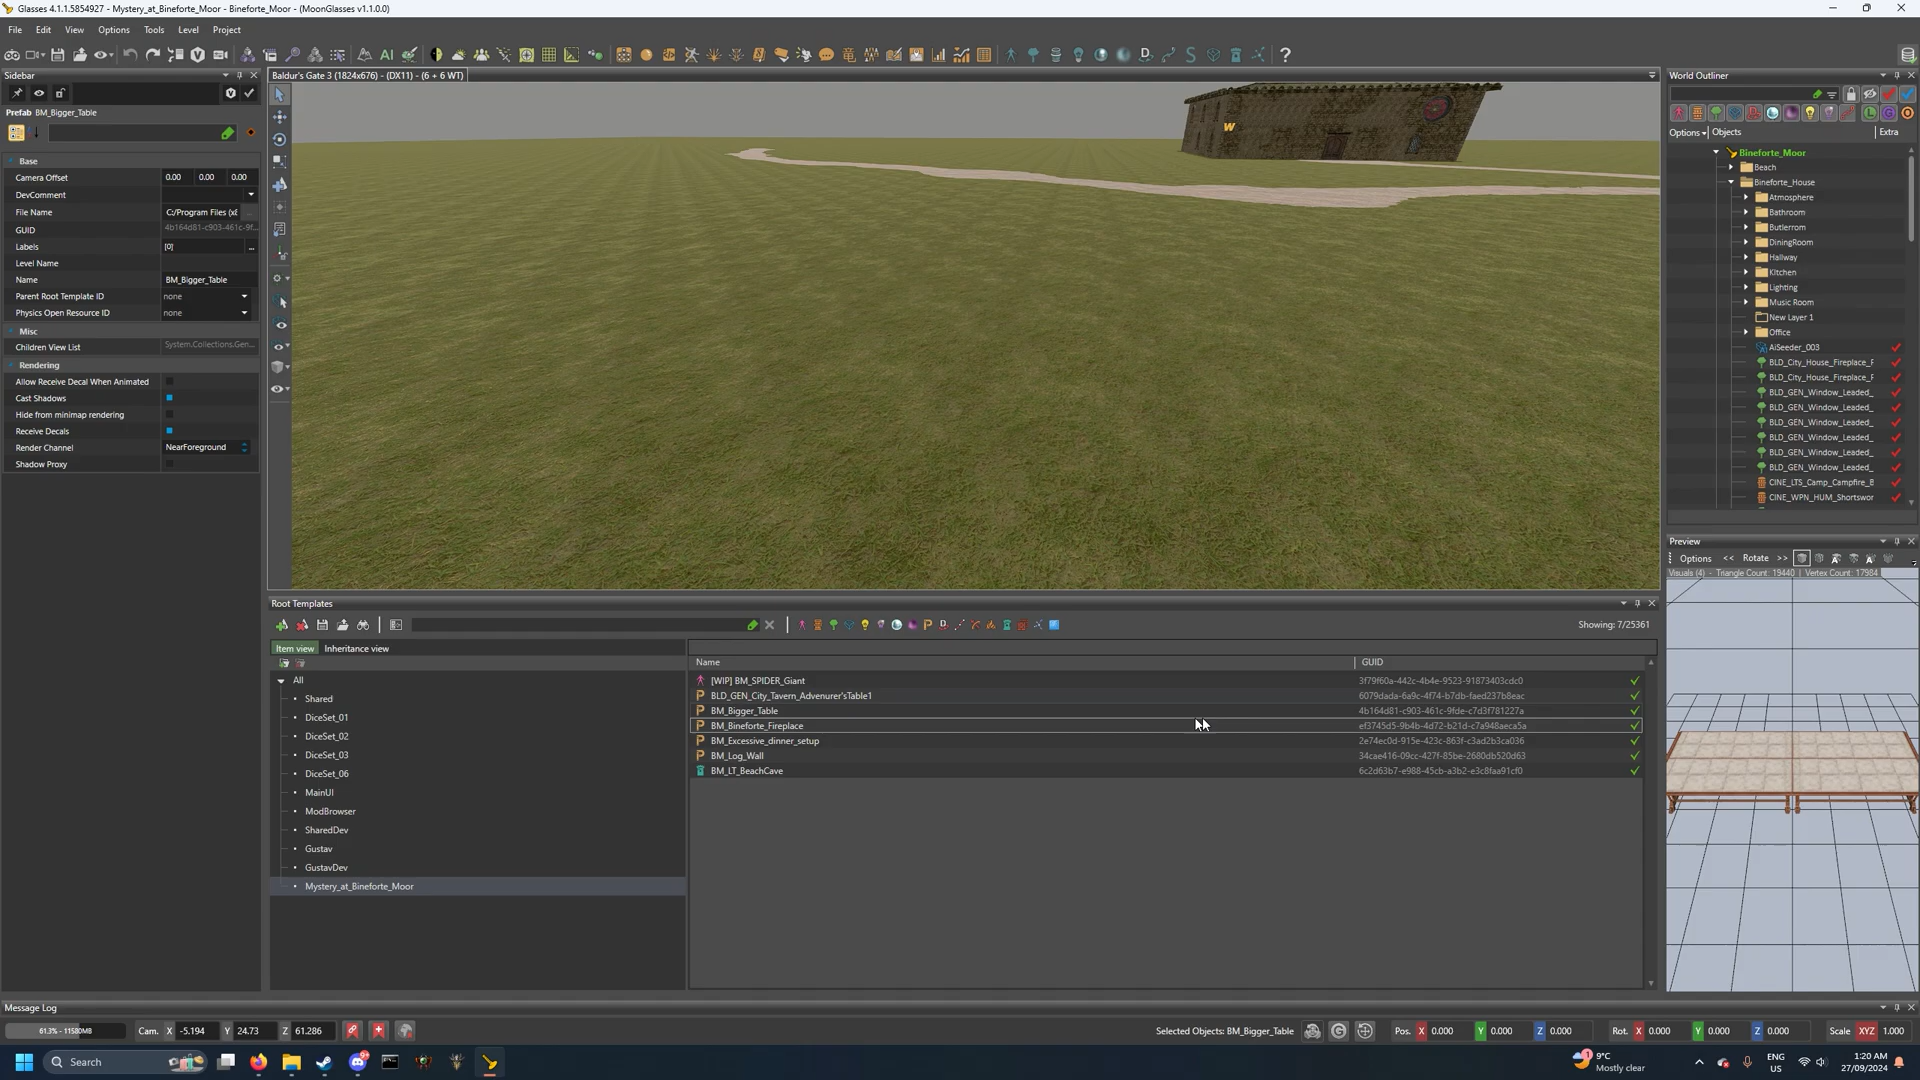 Glasses 4.1.1.5854927 - Mystery_at_Bineforte_Moor - Bineforte_Moor - (MoonGlasses v1.1.0.0)
File Edit View Options Tools Level Region
AI
Sidebar
Prefab BM_Bigger_Table
Base
Camera Offset 0.00 0.00 0.00
DevComment
File Name C:/Program Files (x8
GUID 4b164d81-c903-461c-9f...
Labels [0] ...
Level Name
Name BM_Bigger_Table
Parent Root Template ID none
Physics Open Resource ID none
Misc
Children View List System.Collections.Gen...
Rendering
Allow Receive Decal When Animated
Cast Shadows
Hide from minimap rendering
Receive Decals
Render Channel NearForeground
Shadow Proxy
Baldur's Gate 3 (1824x676) - (DX11) - (6 + 6 WT)
W
World Outliner
Options Objects Extra
Bineforte_Moor
Beach
Bineforte_House
Atmosphere
Bathroom
Butlerrom
DiningRoom
Hallway
Kitchen
Lighting
Music Room
New Layer 1
Office
AiSeeder_003
BLD_City_House_Fireplace_F
BLD_City_House_Fireplace_F
BLD_GEN_Window_Leaded_
BLD_GEN_Window_Leaded_
BLD_GEN_Window_Leaded_
BLD_GEN_Window_Leaded_
BLD_GEN_Window_Leaded_
BLD_GEN_Window_Leaded_
CINE_LTS_Camp_Campfire_B
CINE_WPN_HUM_Shortswor
Preview
Options << Rotate >>
Visuals (4) - Triangle Count: 19440 | Vertex Count: 17984
Root Templates
Showing: 7/25361
Item view Inheritance view
All
Shared
DiceSet_01
DiceSet_02
DiceSet_03
DiceSet_06
MainUI
ModBrowser
SharedDev
Gustav
GustavDev
Mystery_at_Bineforte_Moor
Name GUID
[WIP] BM_SPIDER_Giant 3f79f60a-442c-4b4e-9523-91873403cdc0
BLD_GEN_City_Tavern_Advenurer'sTable1 6079dada-6a9c-4f74-b7db-faed237b8eac
BM_Bigger_Table 4b164d81-c903-461c-9fde-c7d3f781227a
BM_Bineforte_Fireplace ef3745d5-9b4b-4d72-b21d-c7a948aeca5a
BM_Excessive_dinner_setup 2e74ec0d-915e-423c-863f-c3ad2b3ca036
BM_Log_Wall 34cae416-09cc-427f-85be-2680db520d63
BM_LT_BeachCave 6c2d63b7-e988-45cb-a3b2-e3c8faa91cf0
Message Log
61.3% - 11580MB Cam. X -5.194 Y 24.73 Z 61.286 Selected Objects: BM_Bigger_Table Pos. X 0.000 Y 0.000 Z 0.000 Rot. X 0.000 Y 0.000 Z 0.000 Scale XYZ 1.000
Search
9°C
Mostly clear
ENG
US
1:20 AM
27/09/2024